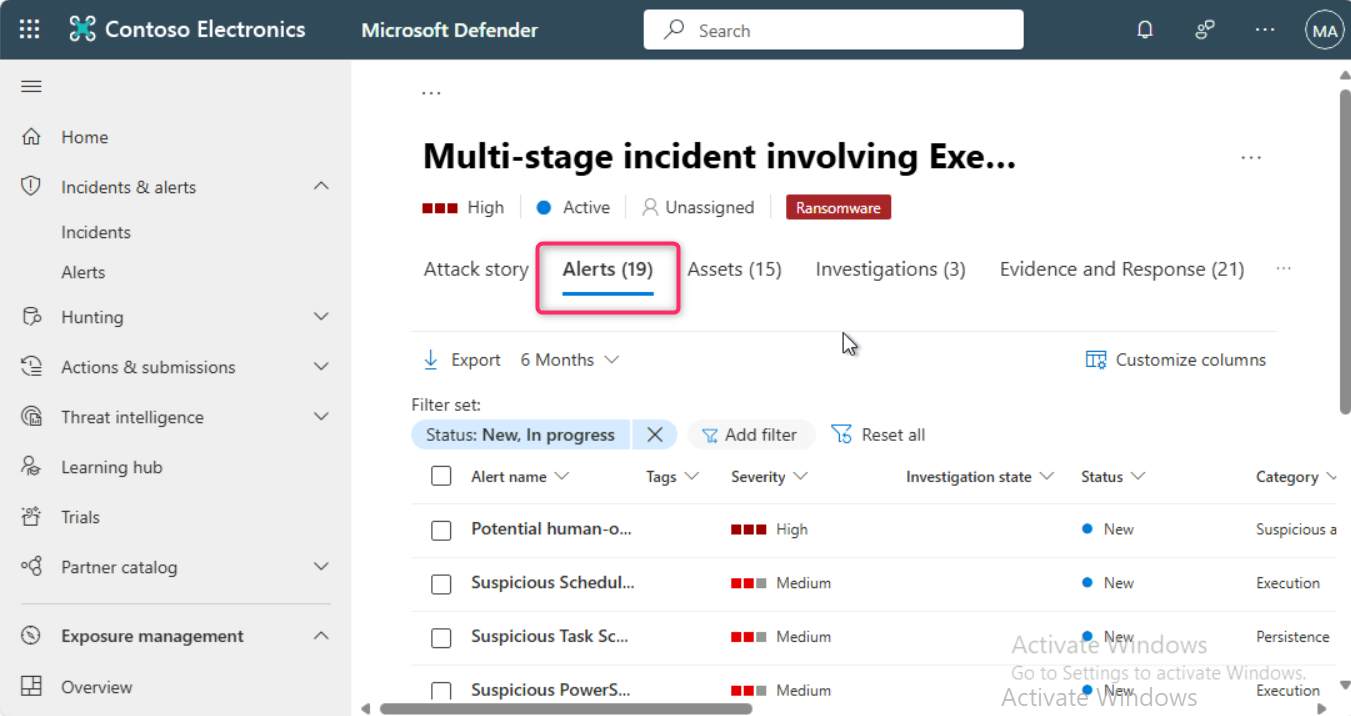 Contoso Electronics Microsoft Defender Search MA
...
Home
Multi-stage incident involving Exe... ...
Incidents & alerts
High Active Unassigned Ransomware
Incidents
Alerts
Attack story Alerts (19) Assets (15) Investigations (3) Evidence and Response (21) ...
Hunting
Actions & submissions
Export 6 Months Customize columns
Threat intelligence
Filter set:
Status: New, In progress Add filter Reset all
Learning hub
Alert name Tags Severity Investigation state Status Category
Trials
Potential human-o... High New Suspicious a
Partner catalog
Suspicious Schedul... Medium New Execution
Exposure management
Suspicious Task Sc... Medium New Persistence
Activate Windows
Go to Settings to activate Windows.
Overview
Suspicious PowerS... Medium New Execution
Activate Windows